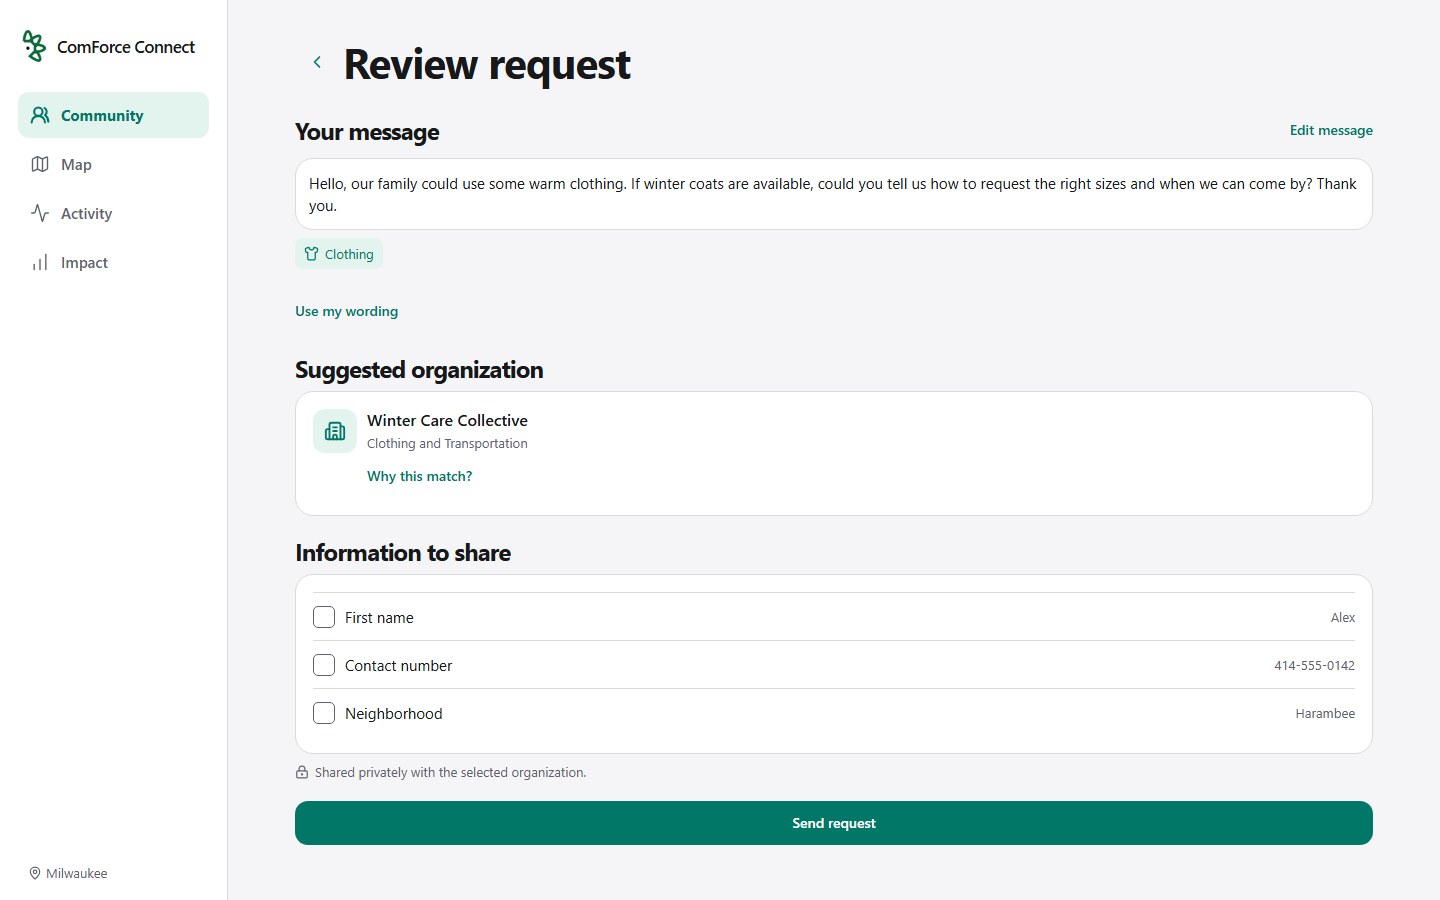 ComForce Connect
Community
Map
Activity
Impact
Milwaukee
Review request
Your message
Edit message
Hello, our family could use some warm clothing. If winter coats are available, could you tell us how to request the right sizes and when we can come by? Thank
you.
Clothing
Use my wording
Suggested organization
Winter Care Collective
Clothing and Transportation
Why this match?
Information to share
First name
Alex
Contact number
414-555-0142
Neighborhood
Harambee
Shared privately with the selected organization.
Send request